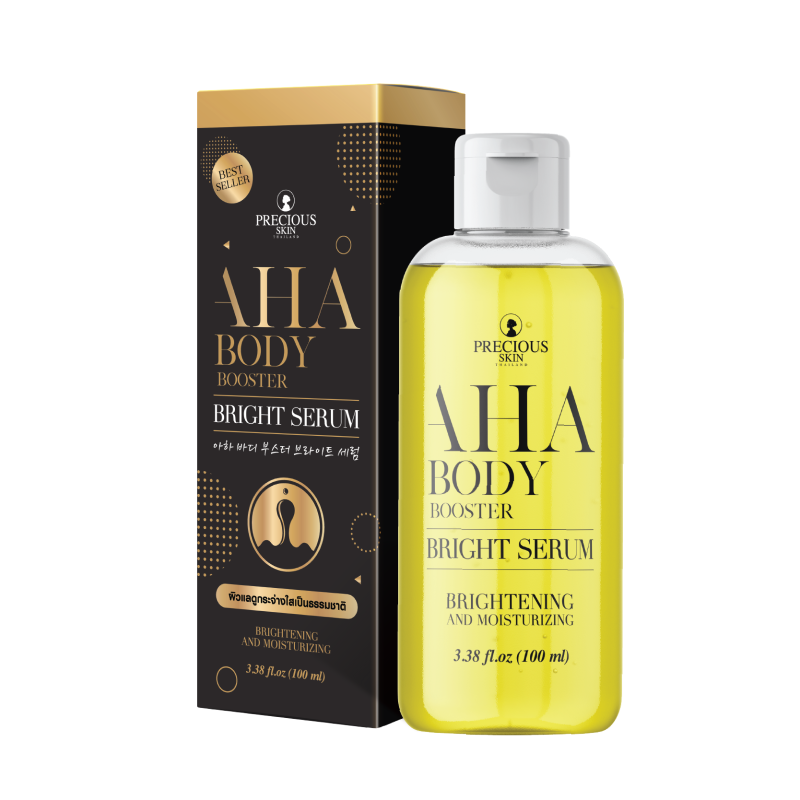 BEST
SELLER
PRECIOUS
SKIN
THAILAND
AHA
BODY
BOOSTER
BRIGHT SERUM
아하 바디 부스터 브라이트 세럼
ผิวแลดูกระจ่างใสเป็นธรรมชาติ
BRIGHTENING
AND MOISTURIZING
3.38 fl.oz (100 ml)
PRECIOUS
SKIN
THAILAND
AHA
BODY
BOOSTER
BRIGHT SERUM
BRIGHTENING
AND MOISTURIZING
3.38 fl.oz (100 ml)